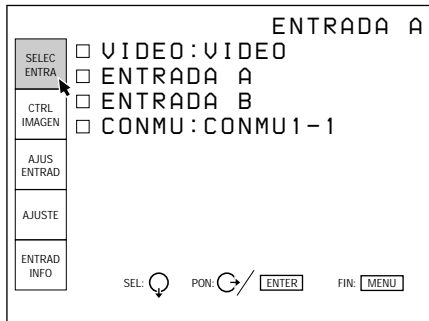 ENTRADA A
SELEC
ENTRA
VIDEO:VIDEO
ENTRADA A
ENTRADA B
CONMU:CONMU1-1
CTRL
IMAGEN
AJUS
ENTRAD
AJUSTE
ENTRAD
INFO
SEL: PON: / ENTER FIN: MENU